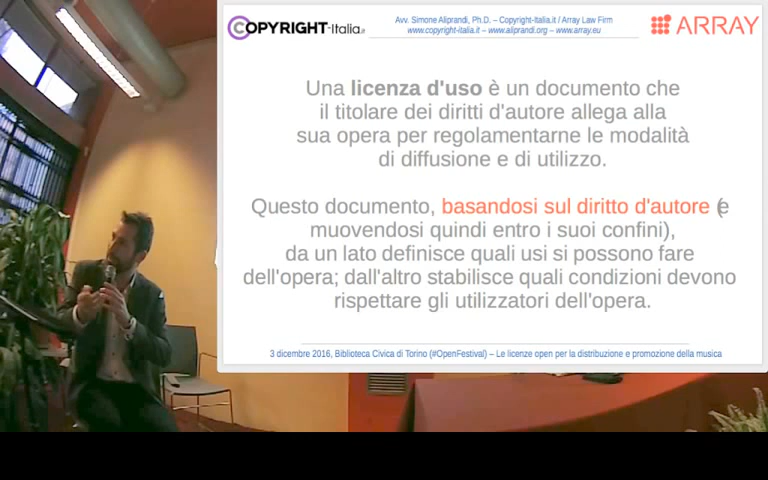 COPYRIGHT-Italia.it
Avv. Simone Aliprandi, Ph.D. – Copyright-Italia.it / Array Law Firm
www.copyright-italia.it – www.aliprandi.org – www.array.eu
ARRAY
Una licenza d'uso è un documento che
il titolare dei diritti d'autore allega alla
sua opera per regolamentarne le modalità
di diffusione e di utilizzo.
Questo documento, basandosi sul diritto d'autore (e
muovendosi quindi entro i suoi confini),
da un lato definisce quali usi si possono fare
dell'opera; dall'altro stabilisce quali condizioni devono
rispettare gli utilizzatori dell'opera.
3 dicembre 2016, Biblioteca Civica di Torino (#OpenFestival) – Le licenze open per la distribuzione e promozione della musica